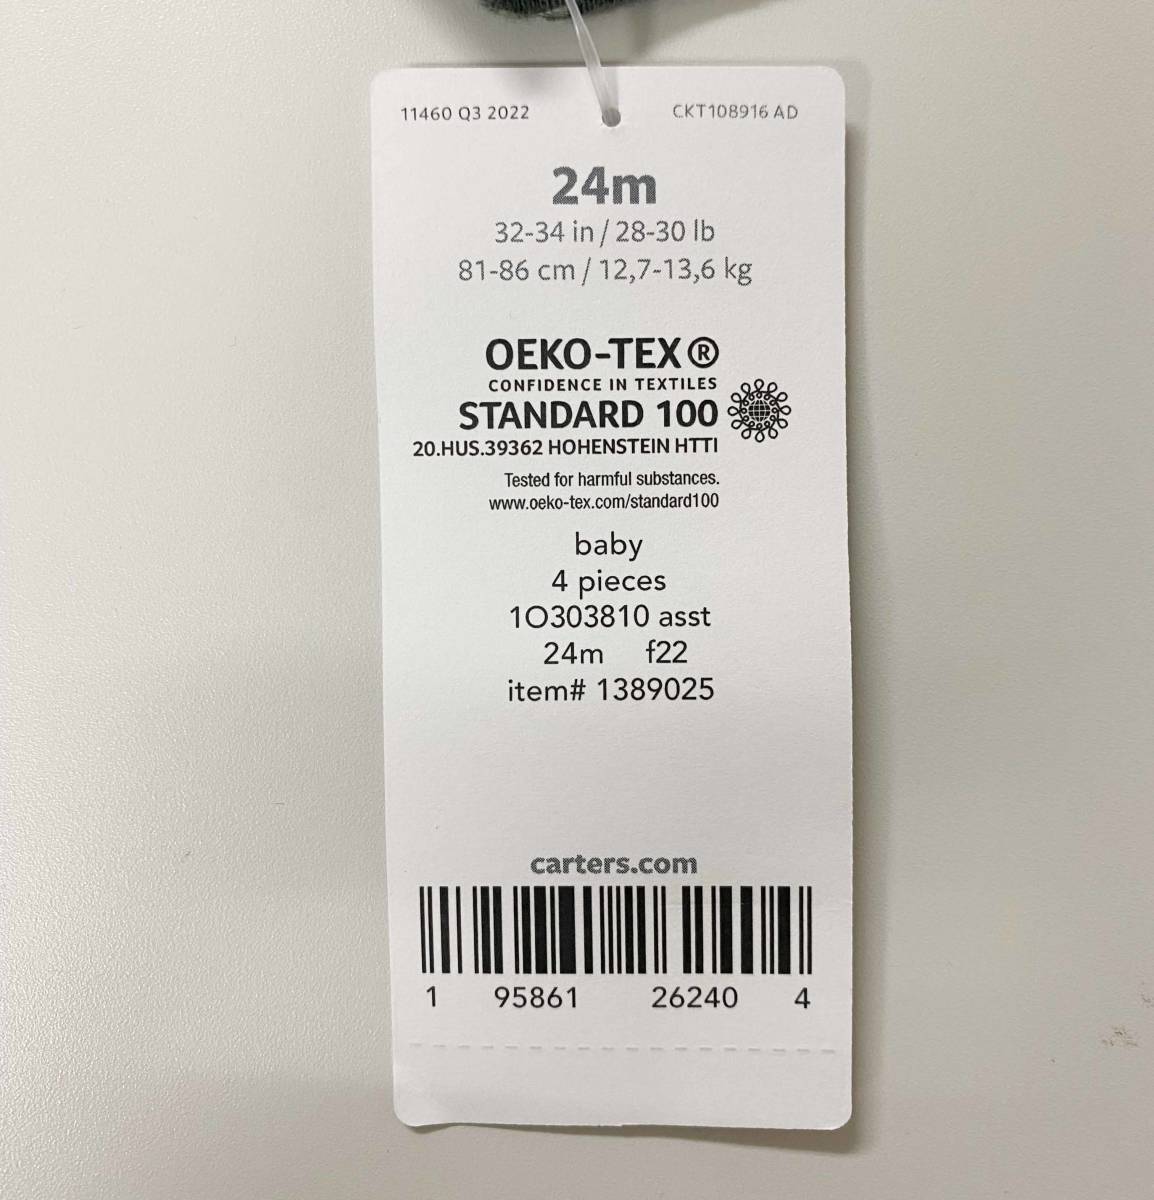 11460 Q3 2022 CKT108916 AD
24m
32-34 in / 28-30 lb
81-86 cm / 12,7-13,6 kg
OEKO-TEX®
CONFIDENCE IN TEXTILES
STANDARD 100
20.HUS.39362 HOHENSTEIN HTTI
Tested for harmful substances.
www.oeko-tex.com/standard100
baby
4 pieces
1O303810 asst
24m f22
item# 1389025
carters.com
1 95861 26240 4